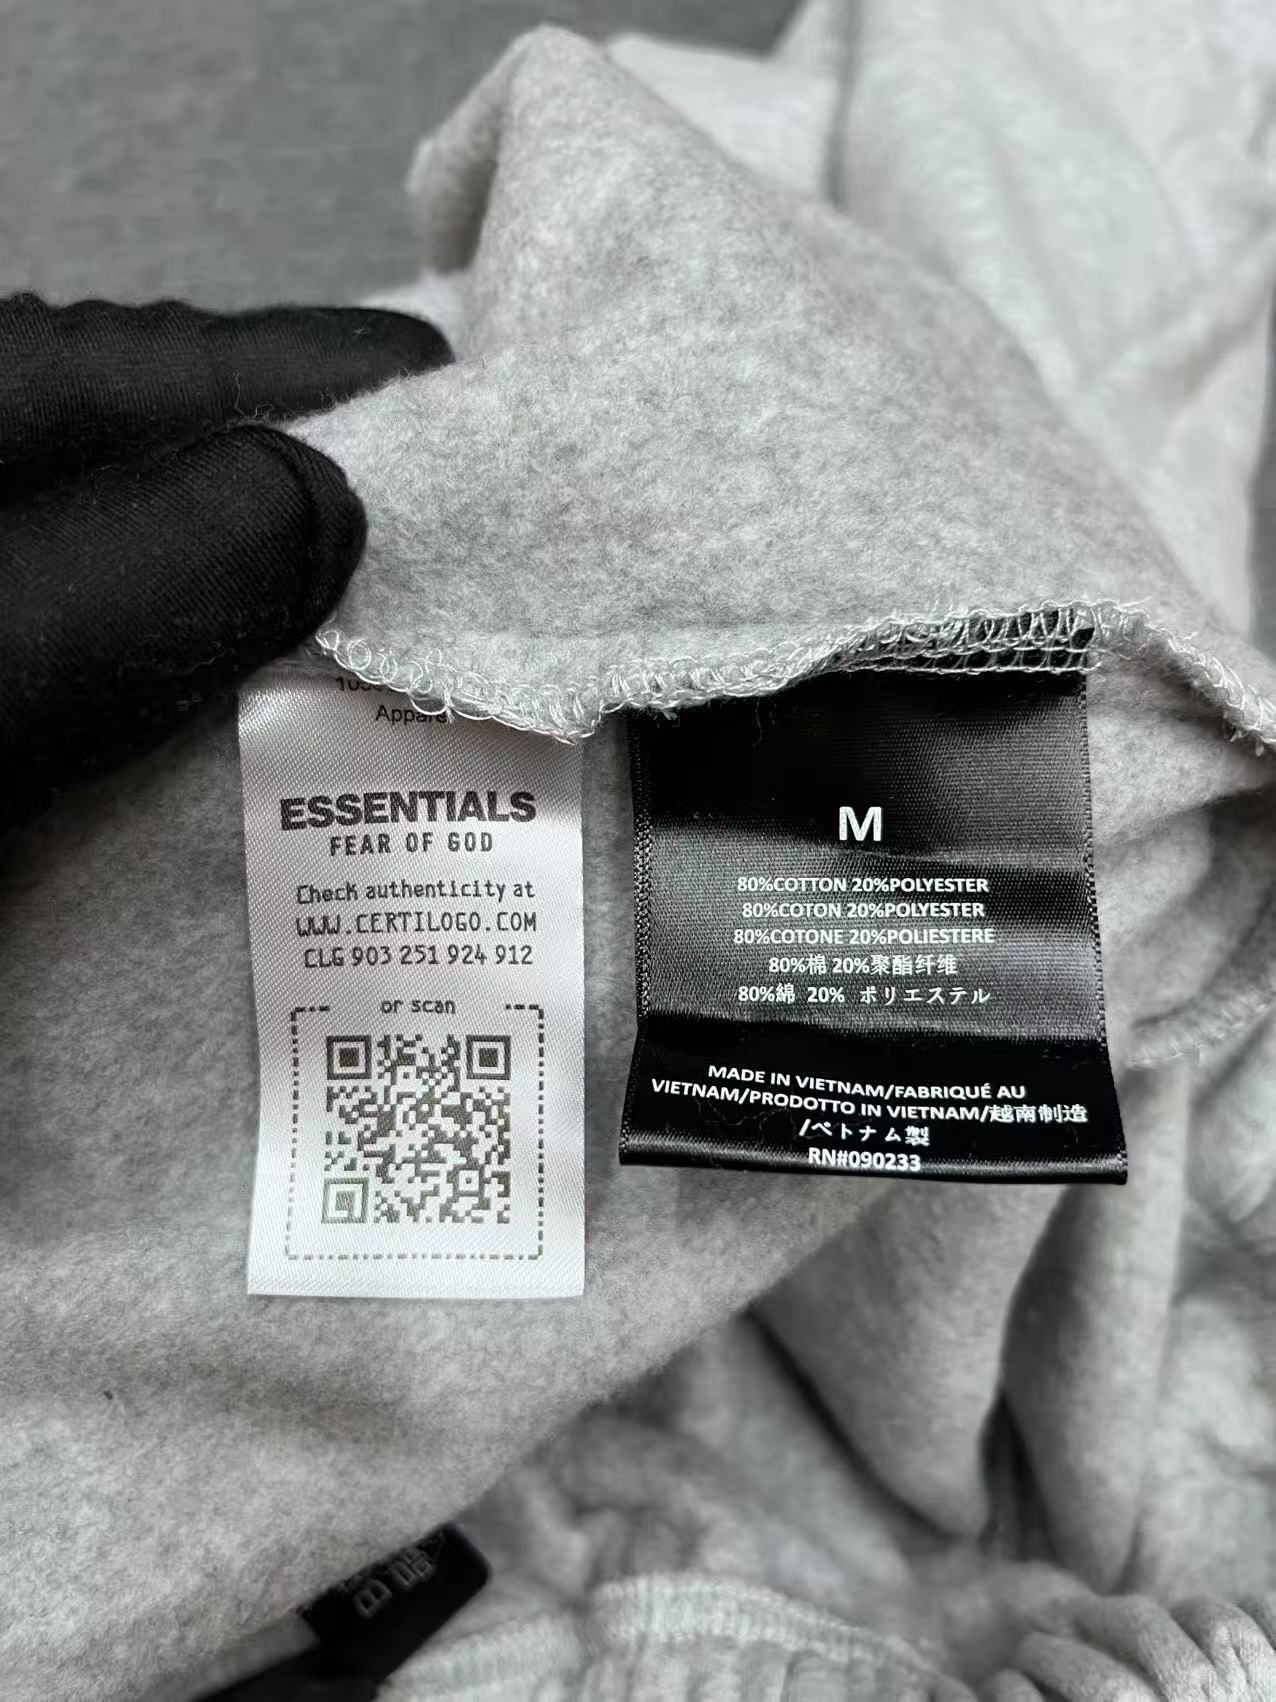 Appare
ESSENTIALS
FEAR OF GOD
Check authenticity at
WWW.CERTILOGO.COM
CLG 903 251 924 912
or scan
M
80%COTTON 20%POLYESTER
80%COTON 20%POLYESTER
80%COTONE 20%POLIESTERE
80%棉 20%聚酯纤维
80%綿 20% ポリエステル
MADE IN VIETNAM/FABRIQUÉ AU
VIETNAM/PRODOTTO IN VIETNAM/越南制造
/ベトナム製
RN#090233